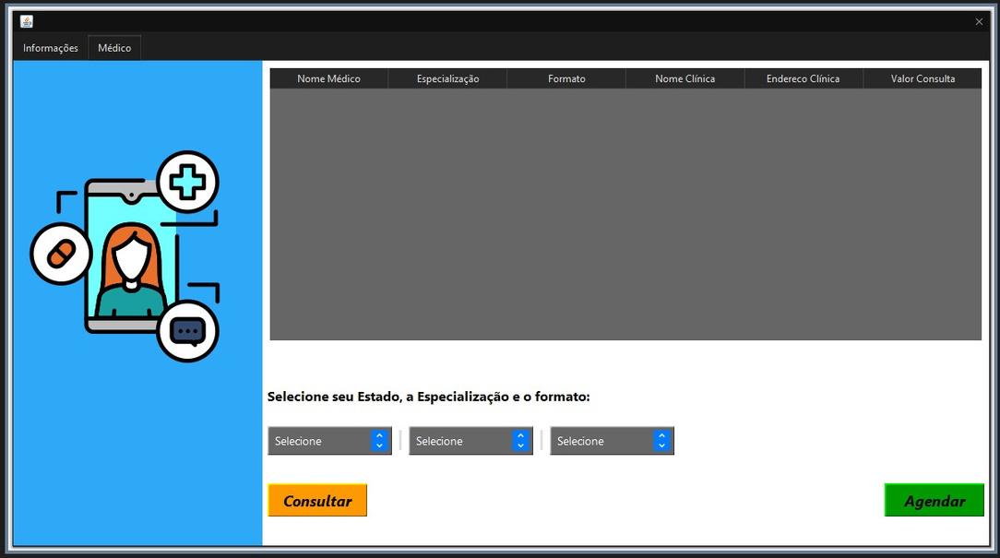 Informações Médico
Nome Médico Especialização Formato Nome Clínica Endereco Clínica Valor Consulta
Selecione seu Estado, a Especialização e o formato:
Selecione Selecione Selecione
Consultar Agendar